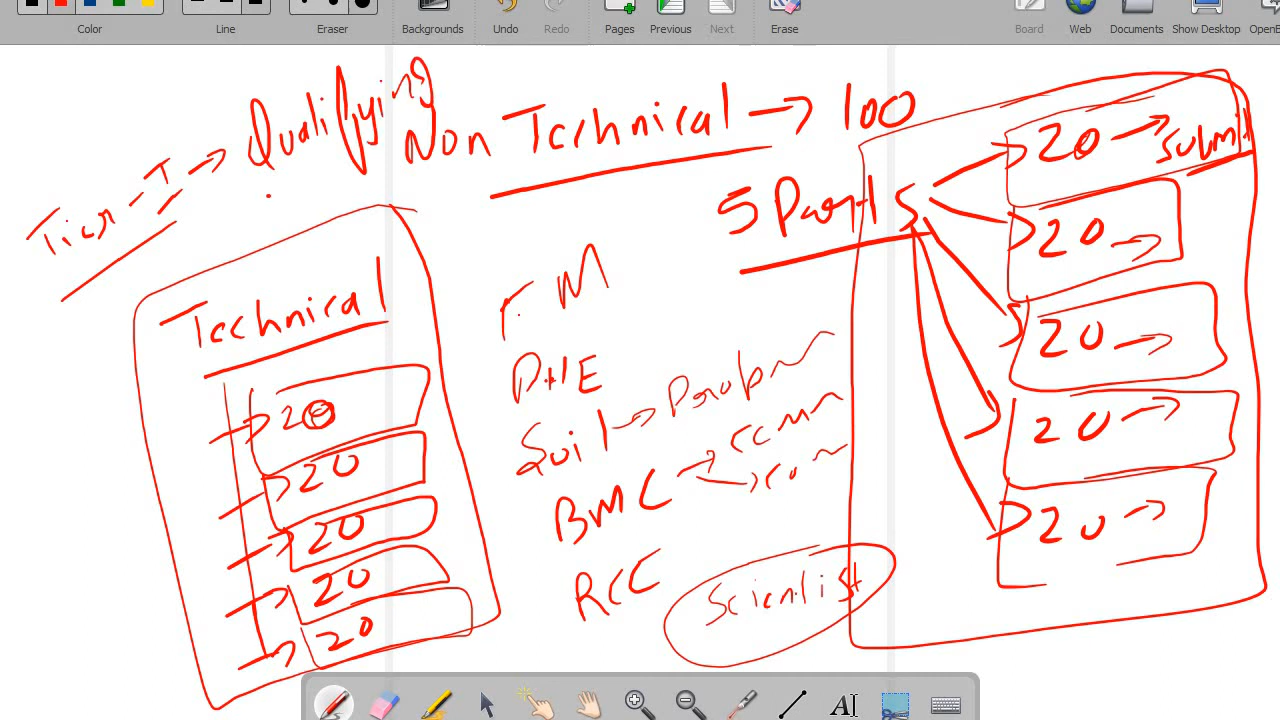 Color Line Eraser Backgrounds Undo Redo Pages Previous Next Erase Board Web Documents Show Desktop OpenB
Tier-I → Qualifying
Non Technical → 100
5 Parts
20 → Submit
20 →
20 →
20 →
20 →
Technical
20
20
20
20
20
FM
Soil →
BMC →
RCC
Scientist